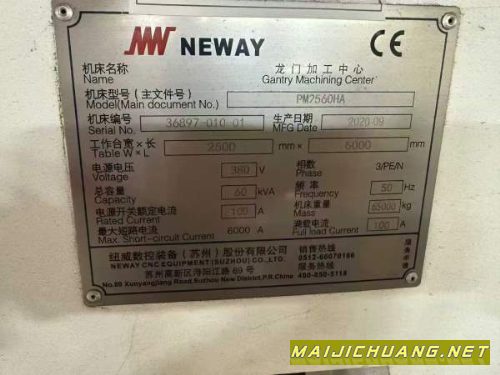 NEWAY CE
机床名称 龙门加工中心
Name Gantry Machining Center
机床型号(主文件号) PM2560HA
Model(Main document No.)
机床编号 36897-010-01 生产日期 2020.09
Serial No. MFG Date
工作台宽×长 2500 mm× 6000 mm
Table W×L
电源电压 380 V 相数 3/PE/N
Voltage Phase
总容量 60 kVA 频率 50 Hz
Capacity Frequency
电源开关额定电流 100 A 机床重量 65000 kg
Rated Current Mass
最大短路电流 6000 A 满载电流 100 A
Max. Short-circuit Current Full load Current
纽威数控装备(苏州)股份有限公司 销售热线
NEWAY CNC EQUIPMENT(SUZHOU)CO.,LTD. 0512-66070166
苏州高新区浔阳江路 69 号 服务热线
No.69 Xunyangjiang Road Suzhou New District,P.R.China 400-850-5118
MAIJICHUANG.NET